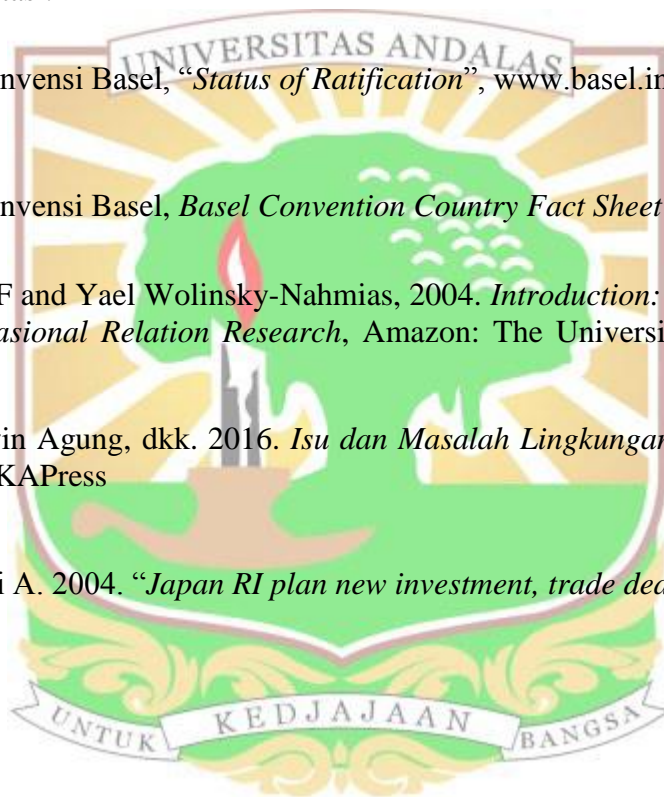 UNIVERSITAS ANDALAS
nvensi Basel, “Status of Ratification”, www.basel.in
nvensi Basel, Basel Convention Country Fact Sheet
F and Yael Wolinsky-Nahmias, 2004. Introduction:
asional Relation Research, Amazon: The Universi
in Agung, dkk. 2016. Isu dan Masalah Lingkungan
KAPress
i A. 2004. “Japan RI plan new investment, trade dea
UNTUK KEDJAJAAN BANGSA